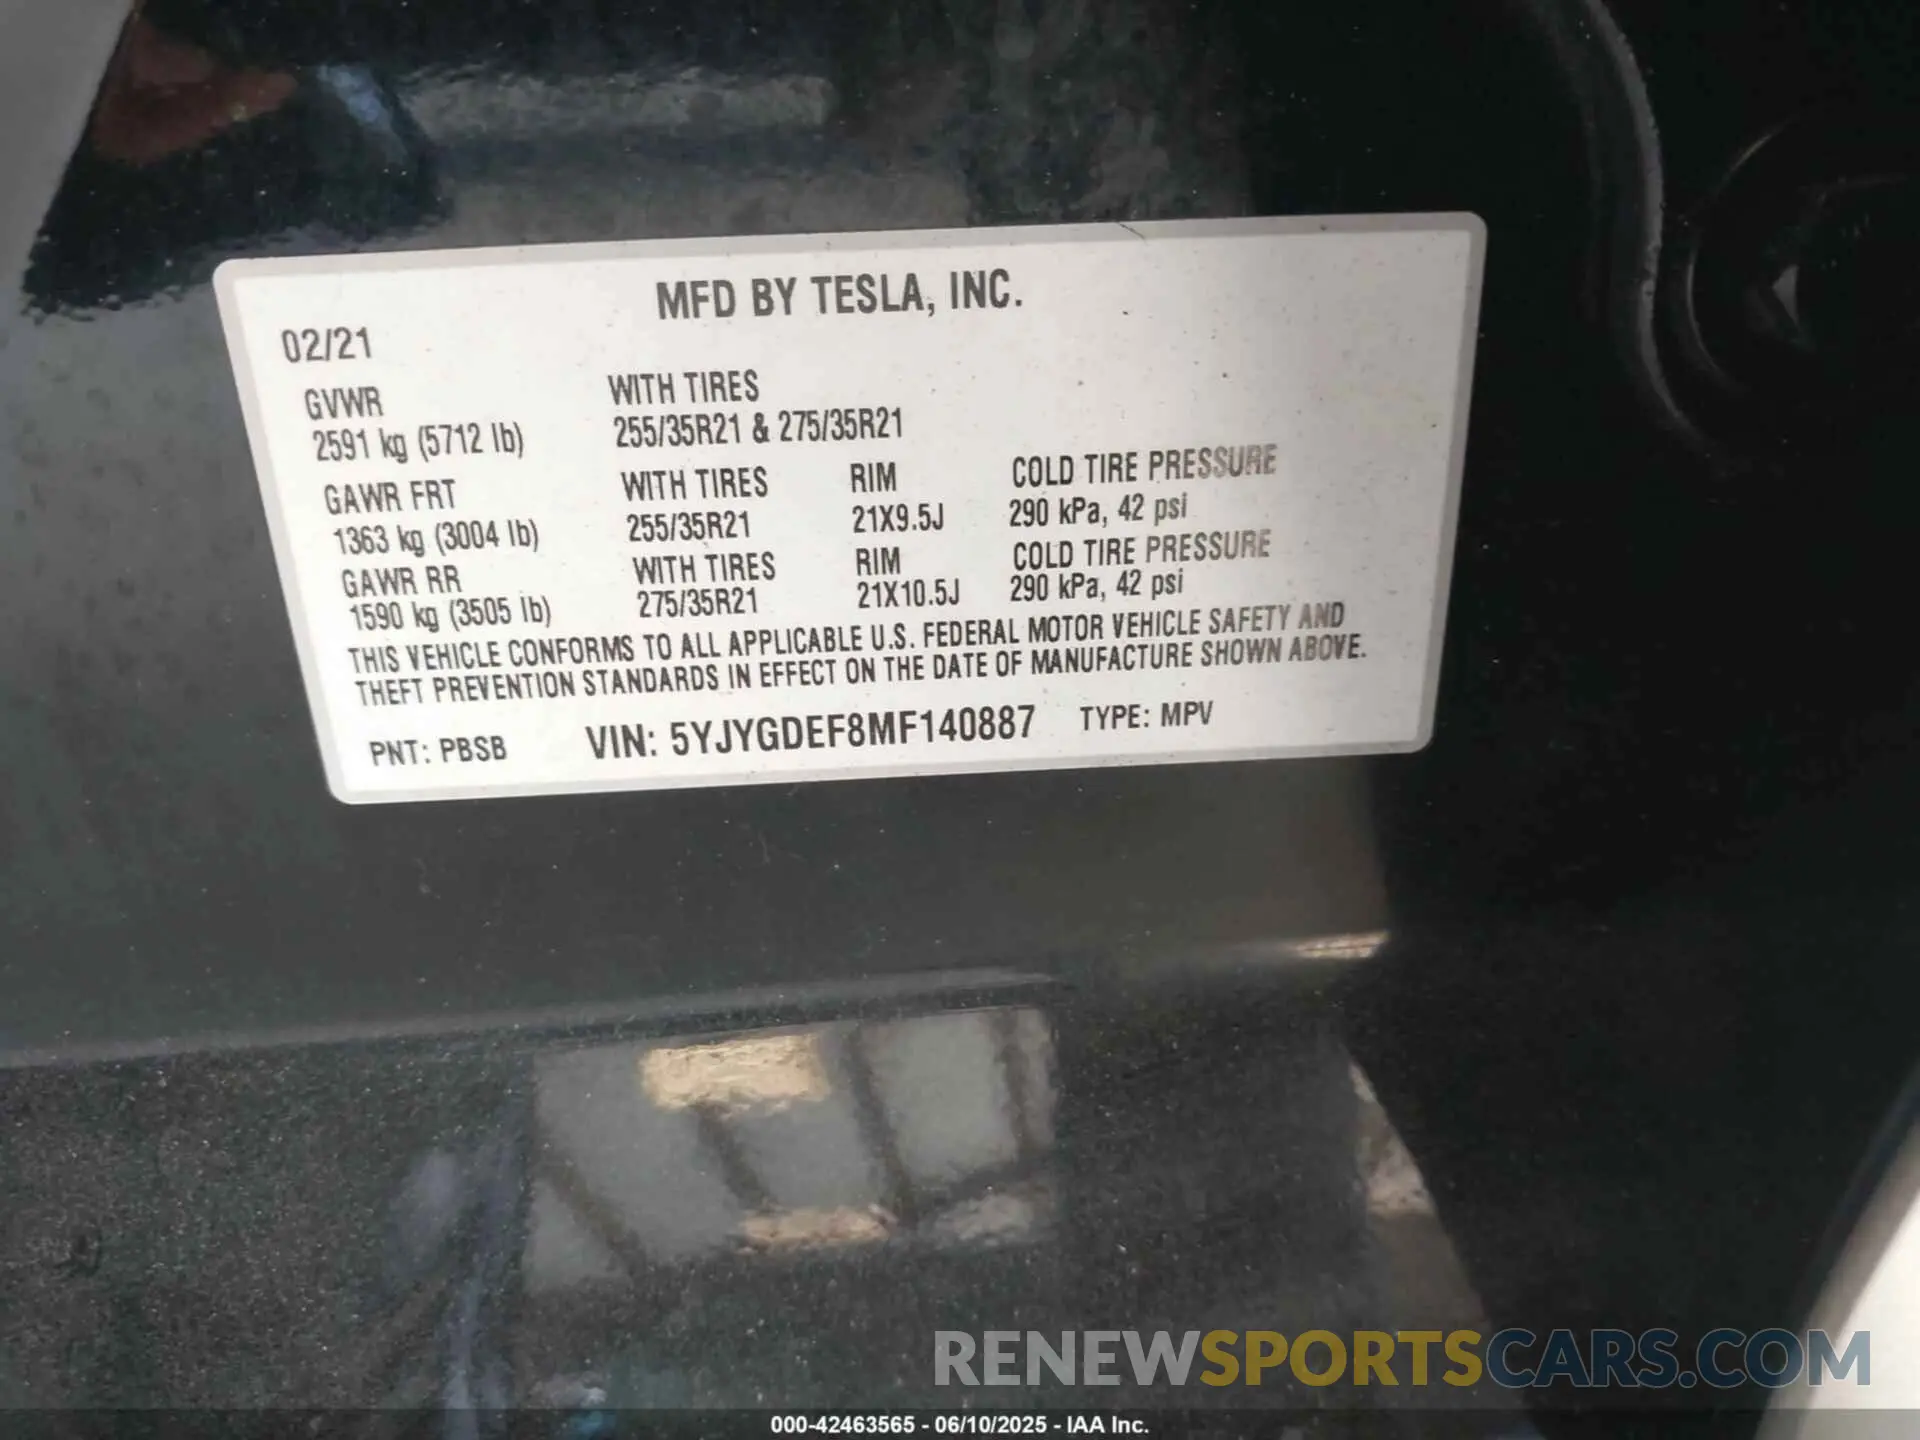 MFD BY TESLA, INC.
02/21
GVWR WITH TIRES
2591 kg (5712 lb) 255/35R21 & 275/35R21
GAWR FRT WITH TIRES RIM COLD TIRE PRESSURE
1363 kg (3004 lb) 255/35R21 21X9.5J 290 kPa, 42 psi
GAWR RR WITH TIRES RIM COLD TIRE PRESSURE
1590 kg (3505 lb) 275/35R21 21X10.5J 290 kPa, 42 psi
THIS VEHICLE CONFORMS TO ALL APPLICABLE U.S. FEDERAL MOTOR VEHICLE SAFETY AND
THEFT PREVENTION STANDARDS IN EFFECT ON THE DATE OF MANUFACTURE SHOWN ABOVE.
PNT: PBSB VIN: 5YJYGDEF8MF140887 TYPE: MPV
RENEWSPORTSCARS.COM
000-42463565 - 06/10/2025 - IAA Inc.